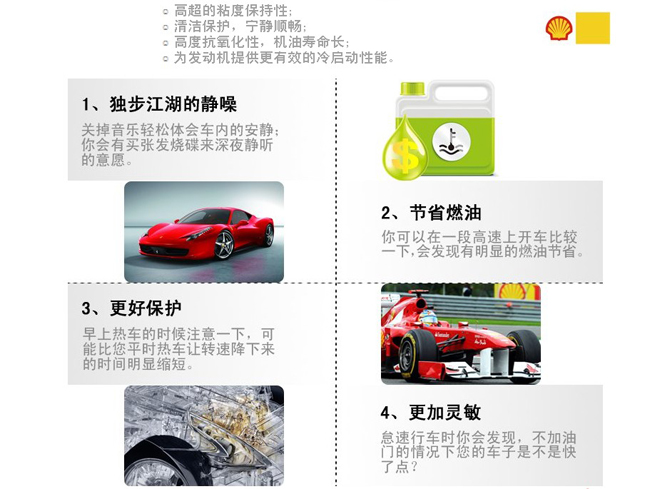 高超的粘度保持性;
清洁保护，宁静顺畅;
高度抗氧化性，机油寿命长;
为发动机提供更有效的冷启动性能。
1、独步江湖的静噪
关掉音乐轻松体会车内的安静;
你会有买张发烧碟来深夜静听
的意愿。
$
2、节省燃油
你可以在一段高速上开车比较
一下,会发现有明显的燃油节省。
3、更好保护
早上热车的时候注意一下，可
能比您平时热车让转速降下来
的时间明显缩短。
4、更加灵敏
怠速行车时你会发现，不加油
门的情况下您的车子是不是快
了点?